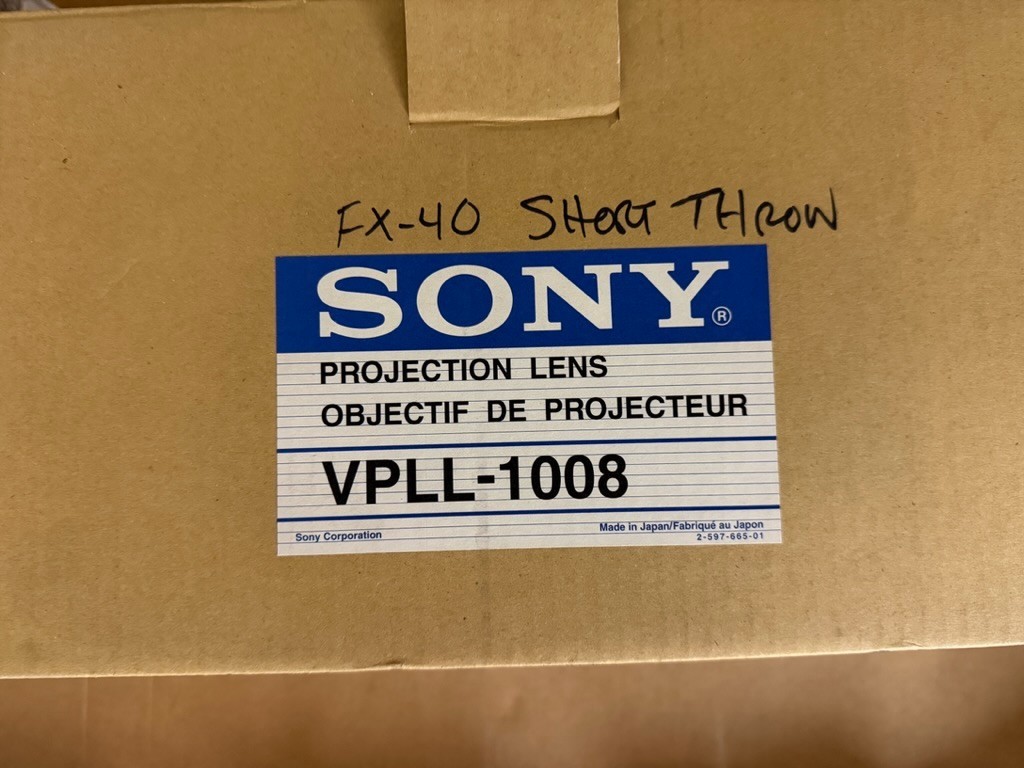 FX-40 SHORT THROW
SONY®
PROJECTION LENS
OBJECTIF DE PROJECTEUR
VPLL-1008
Sony Corporation
Made in Japan/Fabriqué au Japon
2-597-665-01